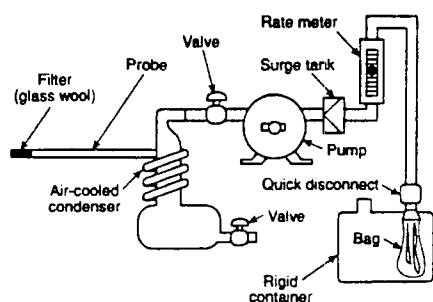 Rate meter
Valve
Surge tank
Filter
(glass wool)
Probe
Pump
Air-cooled
condenser
Quick disconnect
Valve
Bag
Rigid
container